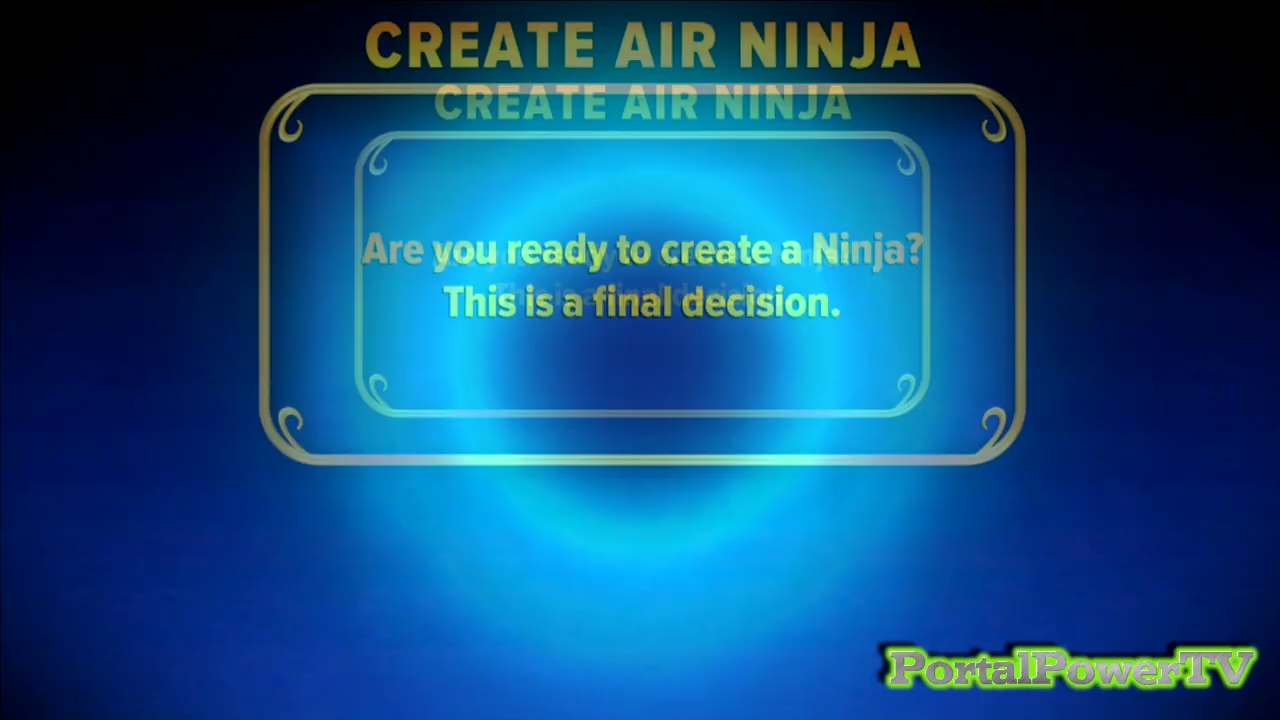 CREATE AIR NINJA
CREATE AIR NINJA
Are you ready to create a Ninja?
This is a final decision.
PortalPowerTV